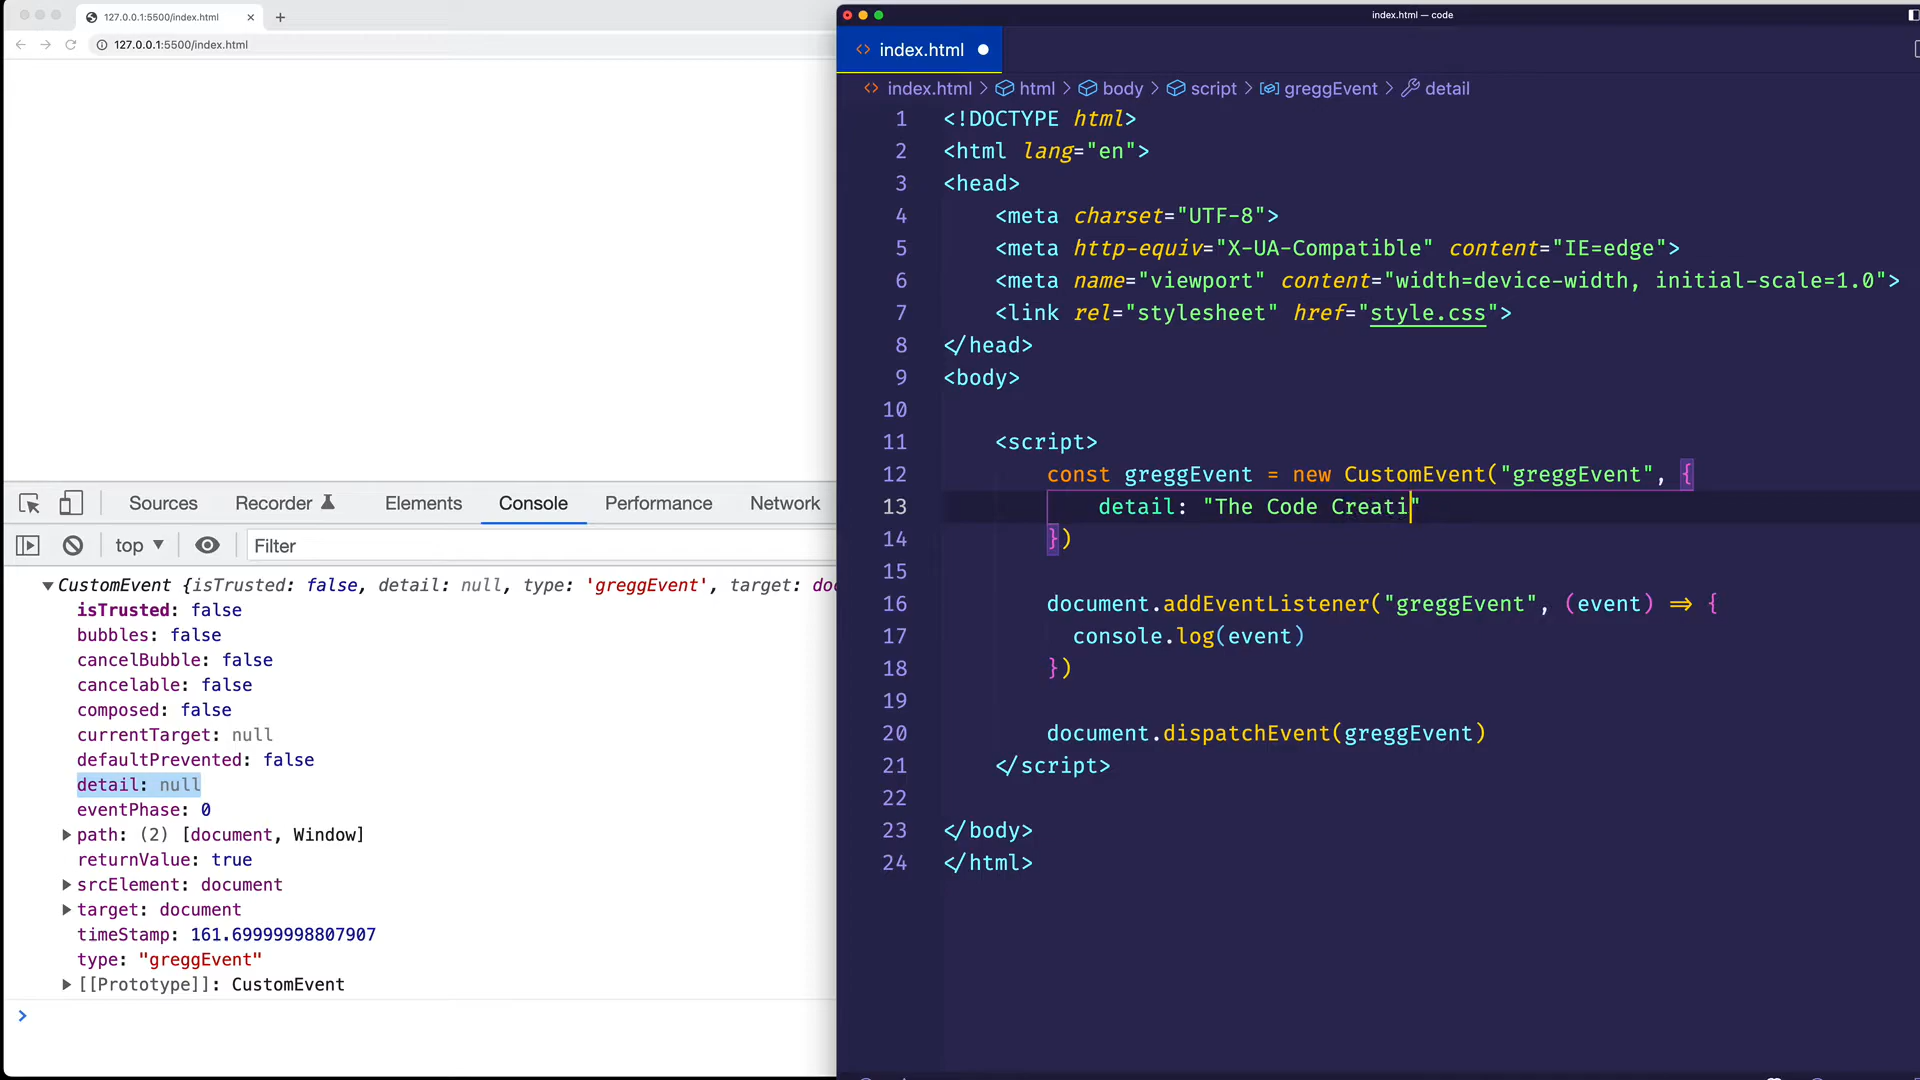 127.0.0.1:5500/index.html
127.0.0.1:5500/index.html
Sources Recorder Elements Console Performance Network
top Filter
CustomEvent {isTrusted: false, detail: null, type: 'greggEvent', target: do
isTrusted: false
bubbles: false
cancelBubble: false
cancelable: false
composed: false
currentTarget: null
defaultPrevented: false
detail: null
eventPhase: 0
path: (2) [document, Window]
returnValue: true
srcElement: document
target: document
timeStamp: 161.69999998807907
type: "greggEvent"
[[Prototype]]: CustomEvent
>
index.html — code
index.html
index.html > html > body > script > greggEvent > detail
1 <!DOCTYPE html>
2 <html lang="en">
3 <head>
4 <meta charset="UTF-8">
5 <meta http-equiv="X-UA-Compatible" content="IE=edge">
6 <meta name="viewport" content="width=device-width, initial-scale=1.0">
7 <link rel="stylesheet" href="style.css">
8 </head>
9 <body>
10
11 <script>
12 const greggEvent = new CustomEvent("greggEvent", {
13 detail: "The Code Creati"
14 })
15
16 document.addEventListener("greggEvent", (event) => {
17 console.log(event)
18 })
19
20 document.dispatchEvent(greggEvent)
21 </script>
22
23 </body>
24 </html>